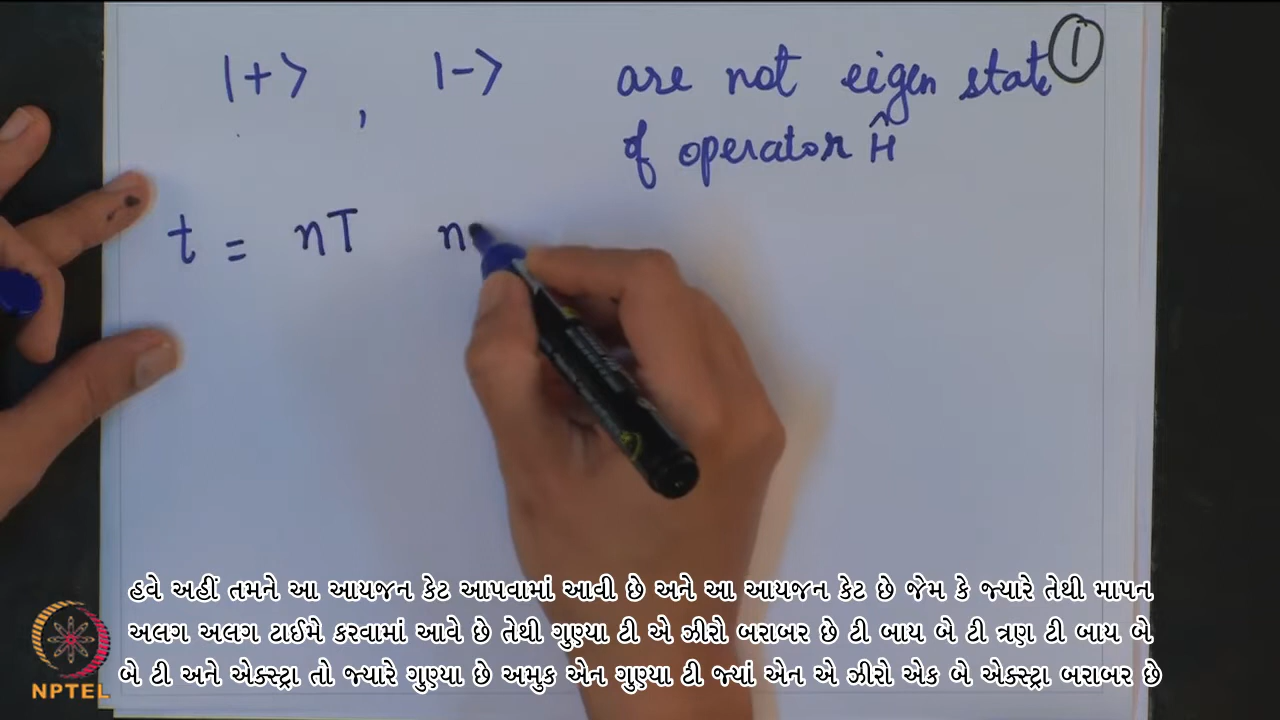 |+> , |-> are not eigen state ①
of operator Ĥ
t = nT n
હવે અહીં તમને આ આયજન કેટ આપવામાં આવી છે અને આ આયજન કેટ છે જેમ કે જ્યારે તેથી માપન
અલગ અલગ ટાઈમે કરવામાં આવે છે તેથી ગુણ્યા ટી એ ઝીરો બરાબર છે ટી બાય બે ટી ત્રણ ટી બાય બે
બે ટી અને એક્સ્ટ્રા તો જ્યારે ગુણ્યા છે અમુક એન ગુણ્યા ટી જ્યાં એન એ ઝીરો એક બે એક્સ્ટ્રા બરાબર છે
NPTEL